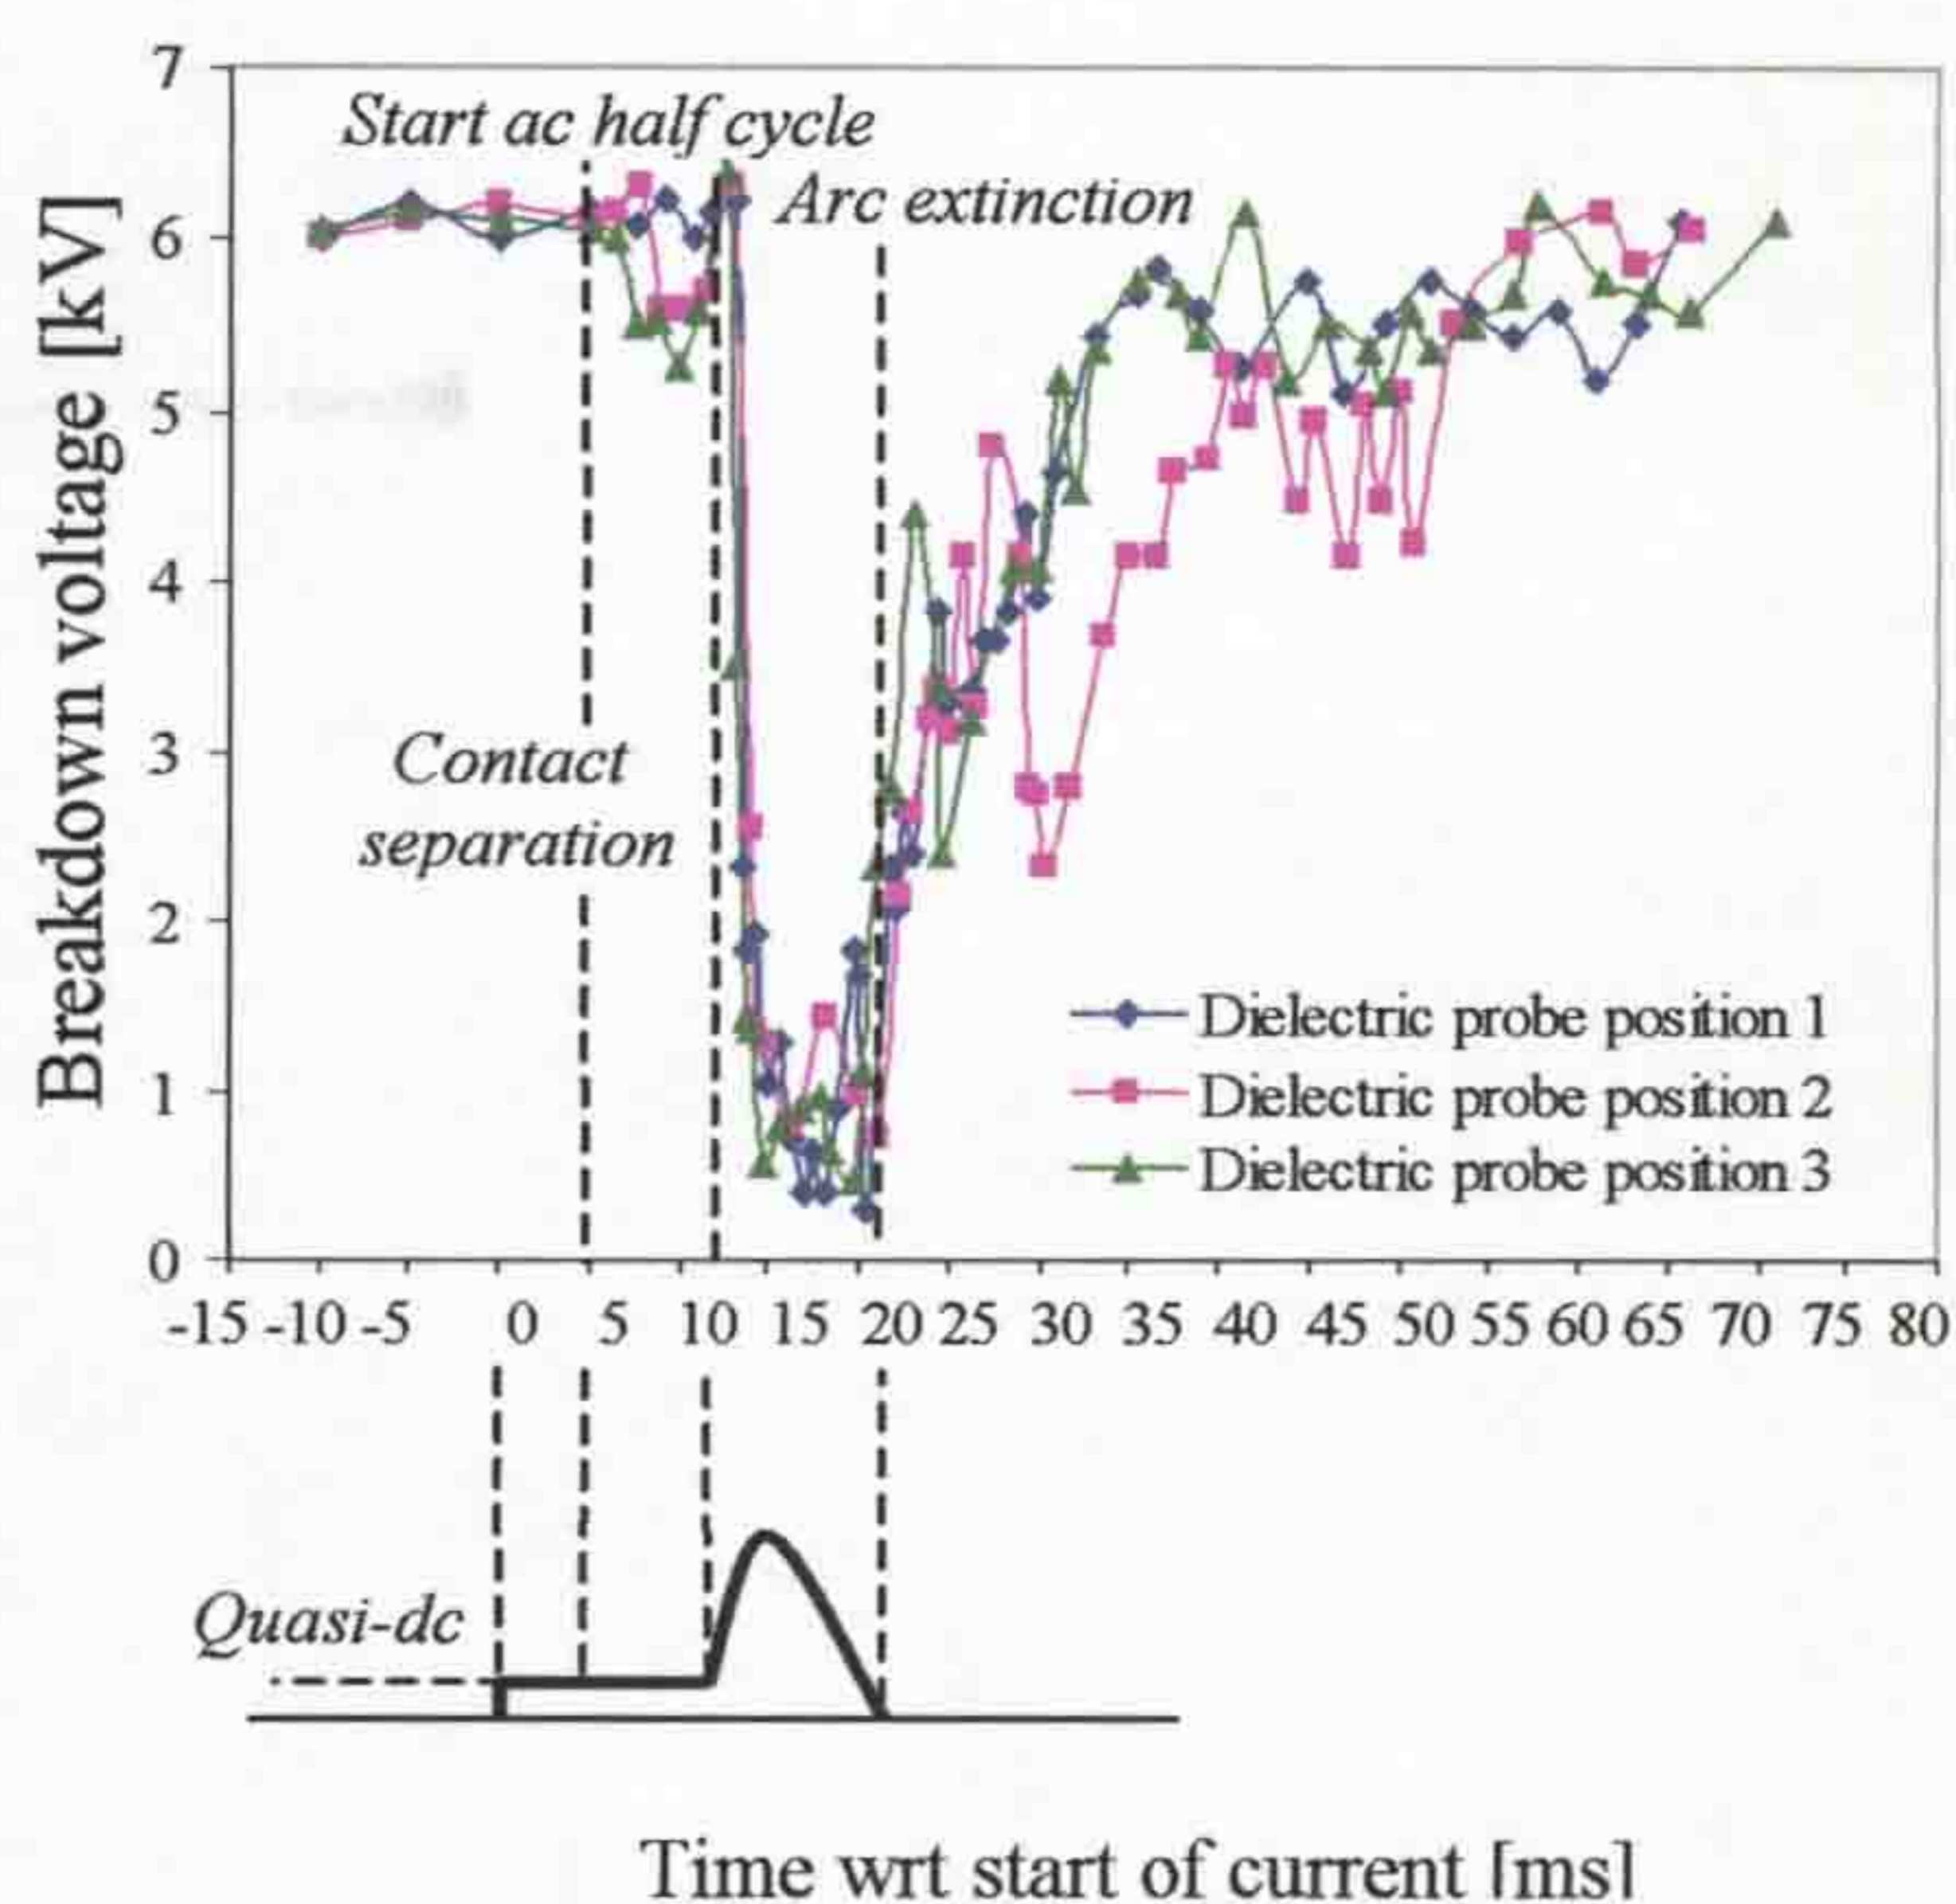 7
Start ac half cycle
Arc extinction
6
5
4
3
2
1
0
Breakdown voltage [kV]
Contact
separation
Dielectric probe position 1
Dielectric probe position 2
Dielectric probe position 3
-15 -10 -5 0 5 10 15 20 25 30 35 40 45 50 55 60 65 70 75 80
Quasi-dc
Time wrt start of current [ms]